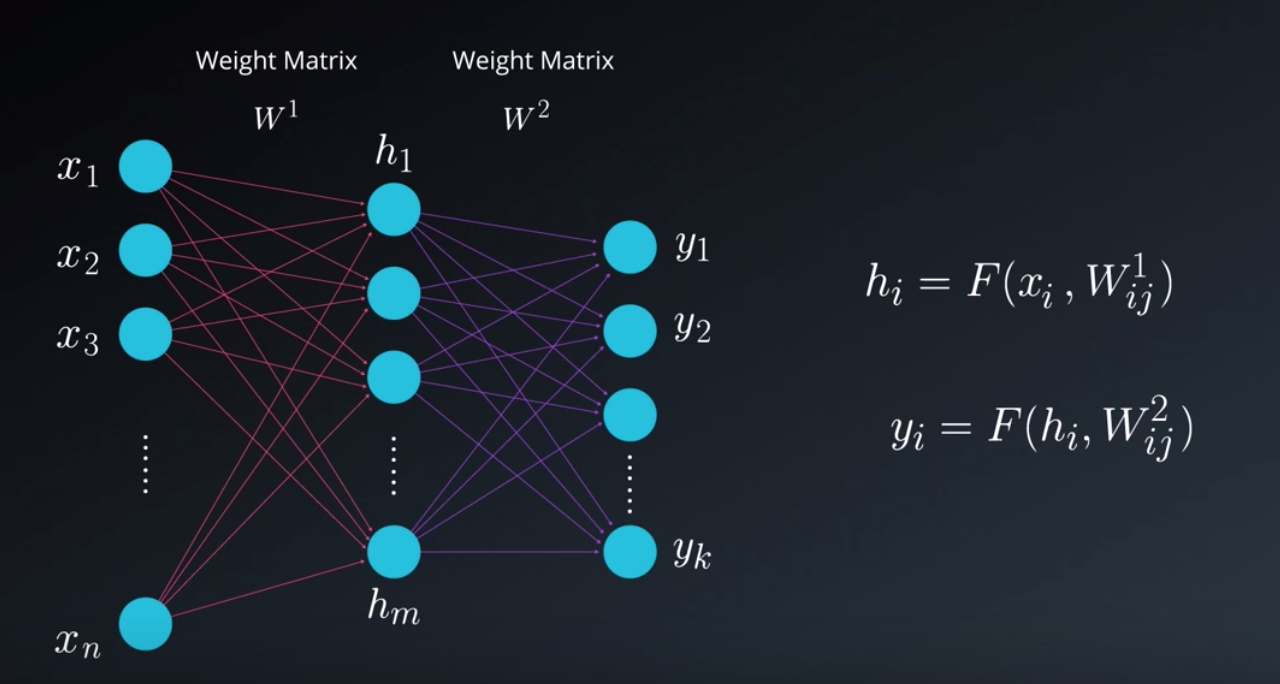 Weight Matrix Weight Matrix
W^1 W^2
h_1
x_1
x_2
x_3
x_n
h_m
y_1
y_2
y_k
h_i = F(x_i , W_{ij}^1)
y_i = F(h_i, W_{ij}^2)